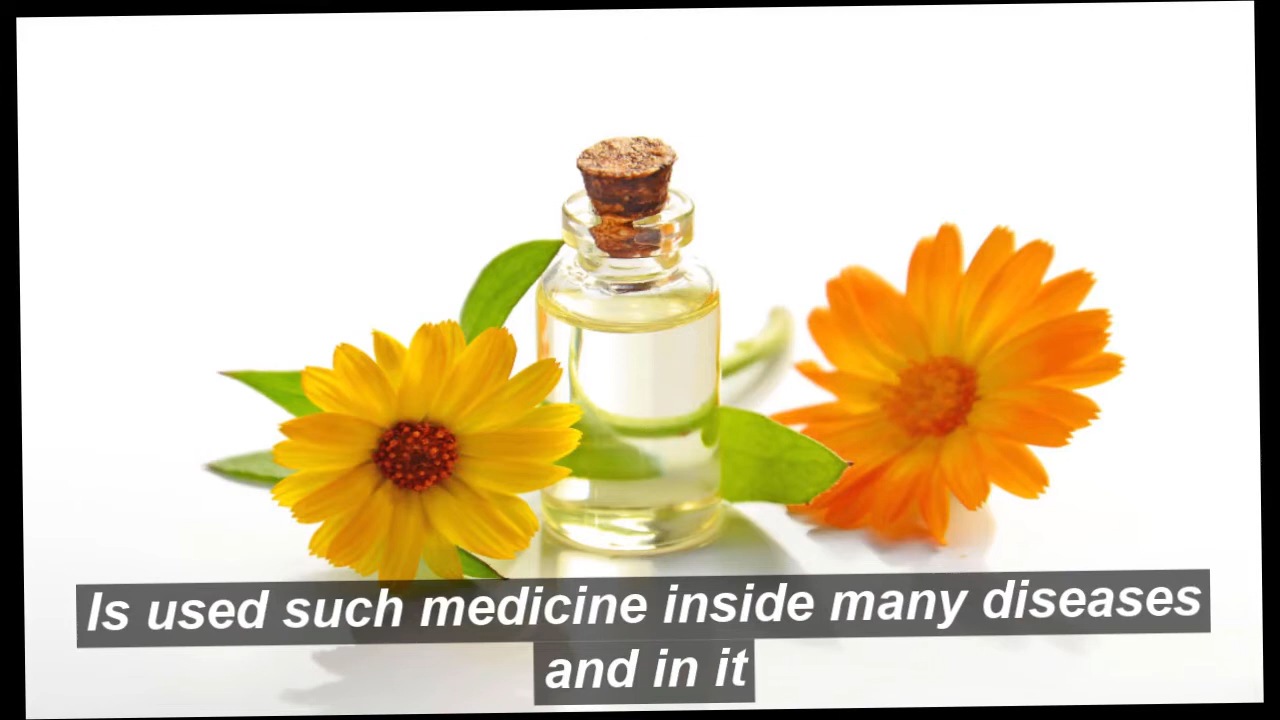 Is used such medicine inside many diseases
and in it